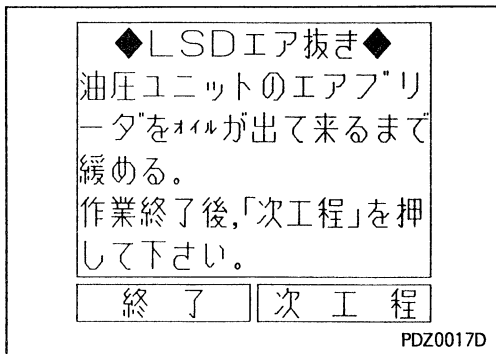 ◆LSDエア抜き◆
油圧ユニットのエアブリ
ータ゛をオイルが出て来るまで
緩める。
作業終了後,「次工程」を押
して下さい。
終 了 次 工 程
PDZ0017D